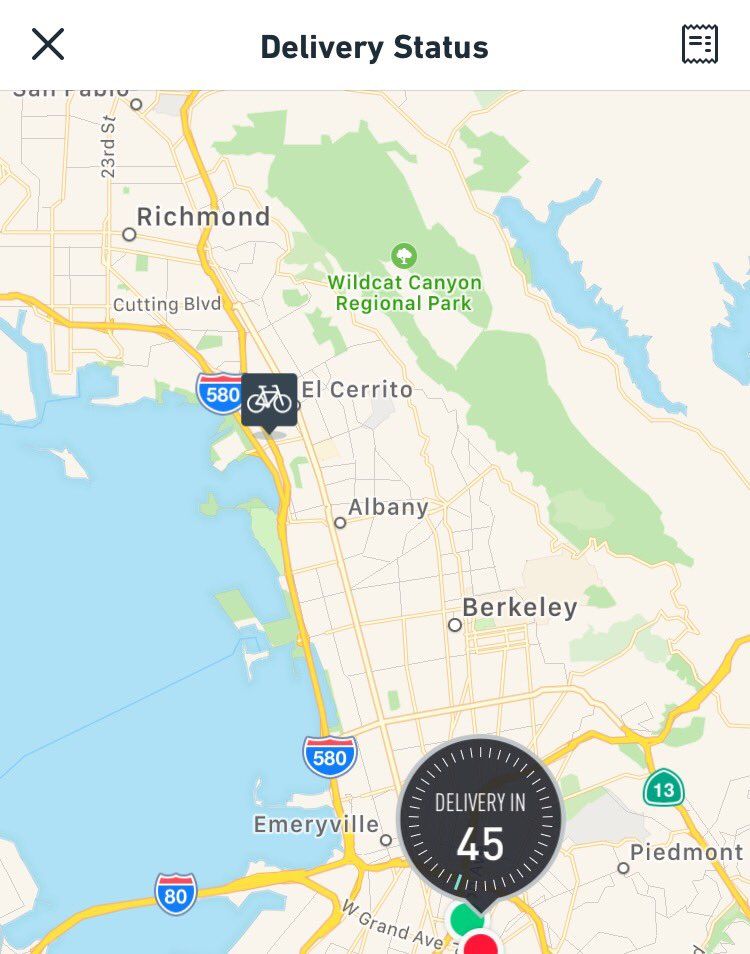 Delivery Status
San Pablo
23rd St
Richmond
Wildcat Canyon
Regional Park
Cutting Blvd
580
El Cerrito
Albany
Berkeley
580
13
DELIVERY IN
45
Emeryville
Piedmont
80
W Grand Ave